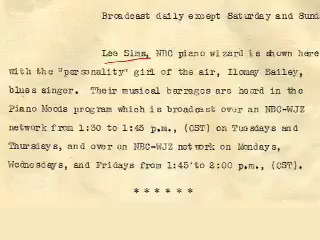 Broadcast daily except Saturday and Sund
Lee Sims, NBC piano wizard is shown here
with the "personality" girl of the air, Ilomay Bailey,
blues singer. Their musical barrages are heard in the
Piano Moods program which is broadcast over an NBC-WJZ
network from 1:30 to 1:45 p.m., (CST) on Tuesdays and
Thursdays, and over an NBC-WJZ network on Mondays,
Wednesdays, and Fridays from 1:45 to 2:00 p.m., (CST).
* * * * * *